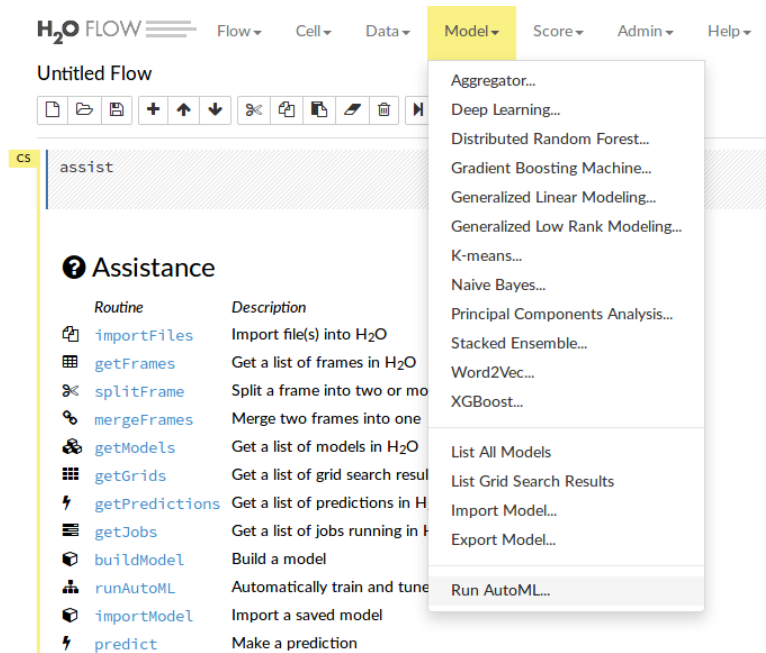 H2O FLOW Flow Cell Data Model Score Admin Help
Untitled Flow
CS
assist
Assistance
Routine Description
importFiles Import file(s) into H2O
getFrames Get a list of frames in H2O
splitFrame Split a frame into two or mo
mergeFrames Merge two frames into one
getModels Get a list of models in H2O
getGrids Get a list of grid search resul
getPredictions Get a list of predictions in H
getJobs Get a list of jobs running in H
buildModel Build a model
runAutoML Automatically train and tune
importModel Import a saved model
predict Make a prediction
Aggregator...
Deep Learning...
Distributed Random Forest...
Gradient Boosting Machine...
Generalized Linear Modeling...
Generalized Low Rank Modeling...
K-means...
Naive Bayes...
Principal Components Analysis...
Stacked Ensemble...
Word2Vec...
XGBoost...
List All Models
List Grid Search Results
Import Model...
Export Model...
Run AutoML...